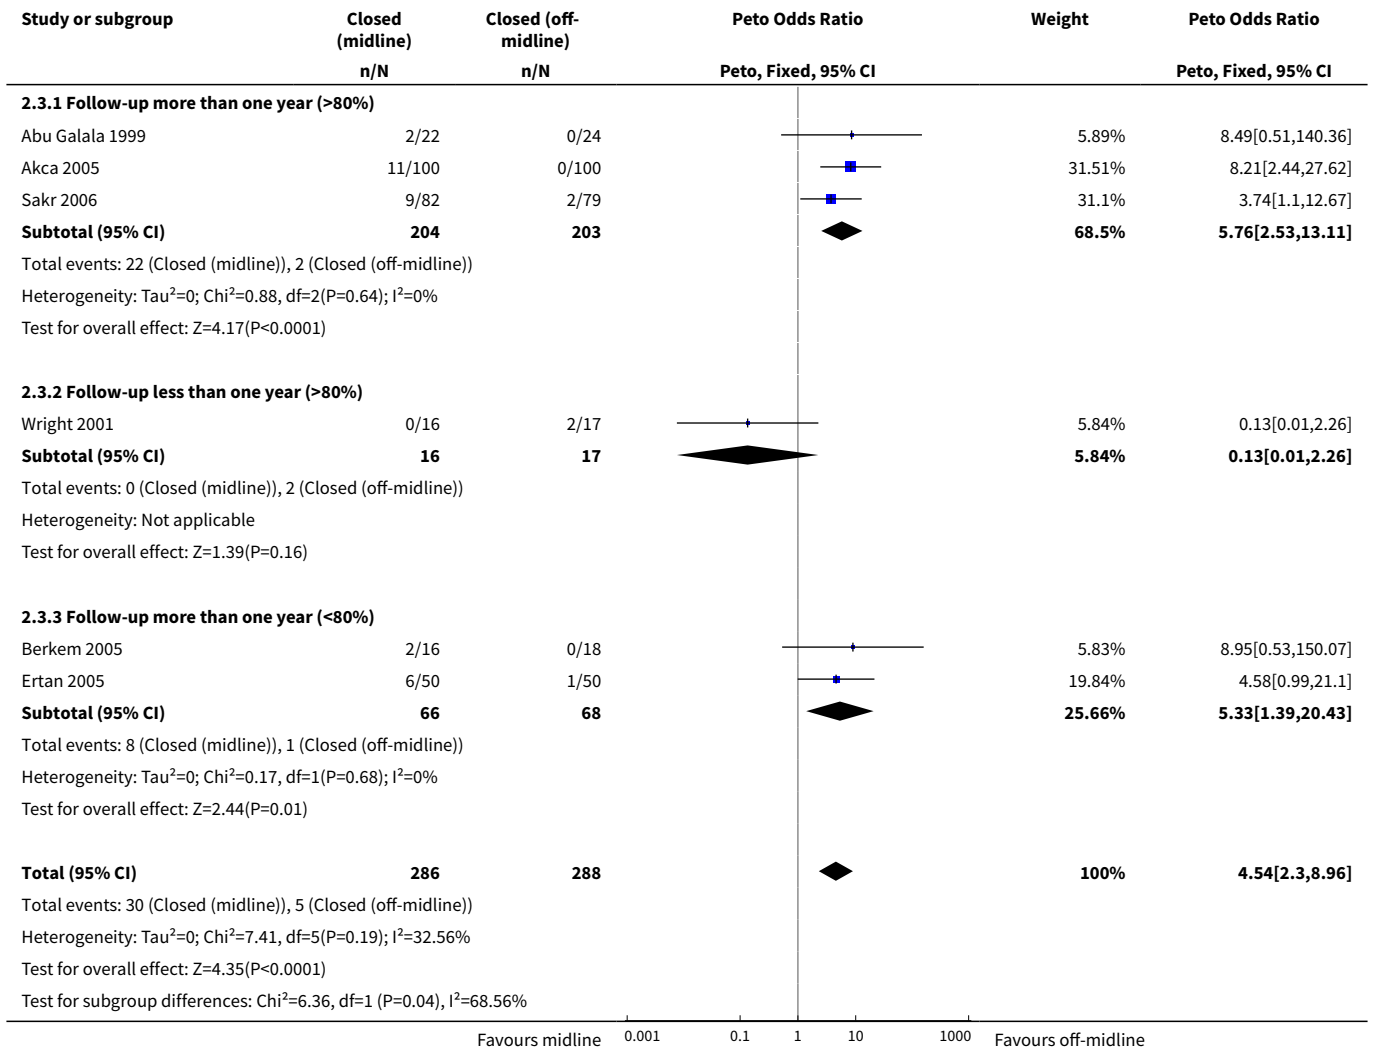 Study or subgroup Closed (midline) Closed (off-midline) Peto Odds Ratio Weight Peto Odds Ratio
n/N n/N Peto, Fixed, 95% CI Peto, Fixed, 95% CI
2.3.1 Follow-up more than one year (>80%)
Abu Galala 1999 2/22 0/24 5.89% 8.49[0.51,140.36]
Akca 2005 11/100 0/100 31.51% 8.21[2.44,27.62]
Sakr 2006 9/82 2/79 31.1% 3.74[1.1,12.67]
Subtotal (95% CI) 204 203 68.5% 5.76[2.53,13.11]
Total events: 22 (Closed (midline)), 2 (Closed (off-midline))
Heterogeneity: Tau²=0; Chi²=0.88, df=2(P=0.64); I²=0%
Test for overall effect: Z=4.17(P<0.0001)
2.3.2 Follow-up less than one year (>80%)
Wright 2001 0/16 2/17 5.84% 0.13[0.01,2.26]
Subtotal (95% CI) 16 17 5.84% 0.13[0.01,2.26]
Total events: 0 (Closed (midline)), 2 (Closed (off-midline))
Heterogeneity: Not applicable
Test for overall effect: Z=1.39(P=0.16)
2.3.3 Follow-up more than one year (<80%)
Berkem 2005 2/16 0/18 5.83% 8.95[0.53,150.07]
Ertan 2005 6/50 1/50 19.84% 4.58[0.99,21.1]
Subtotal (95% CI) 66 68 25.66% 5.33[1.39,20.43]
Total events: 8 (Closed (midline)), 1 (Closed (off-midline))
Heterogeneity: Tau²=0; Chi²=0.17, df=1(P=0.68); I²=0%
Test for overall effect: Z=2.44(P=0.01)
Total (95% CI) 286 288 100% 4.54[2.3,8.96]
Total events: 30 (Closed (midline)), 5 (Closed (off-midline))
Heterogeneity: Tau²=0; Chi²=7.41, df=5(P=0.19); I²=32.56%
Test for overall effect: Z=4.35(P<0.0001)
Test for subgroup differences: Chi²=6.36, df=1 (P=0.04), I²=68.56%
Favours midline 0.001 0.1 1 10 1000 Favours off-midline